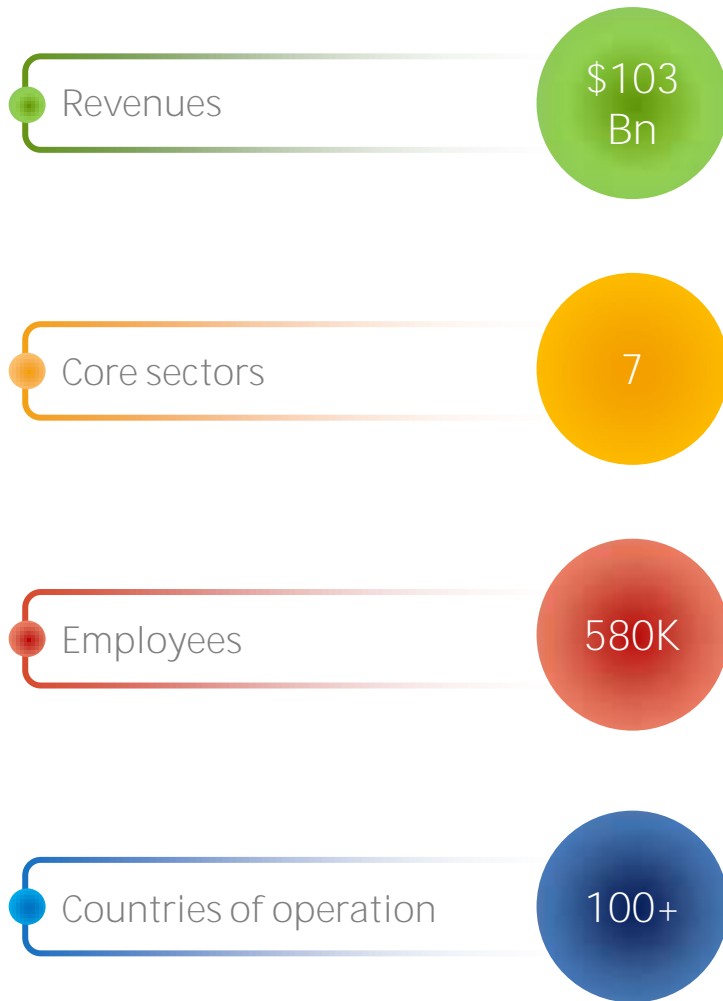 Revenues
$103
Bn
Core sectors
7
Employees
580K
Countries of operation
100+